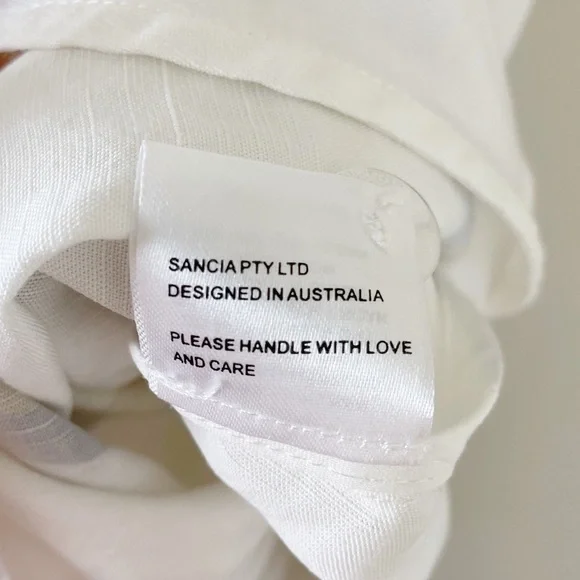 SANCIA PTY LTD
DESIGNED IN AUSTRALIA
PLEASE HANDLE WITH LOVE
AND CARE